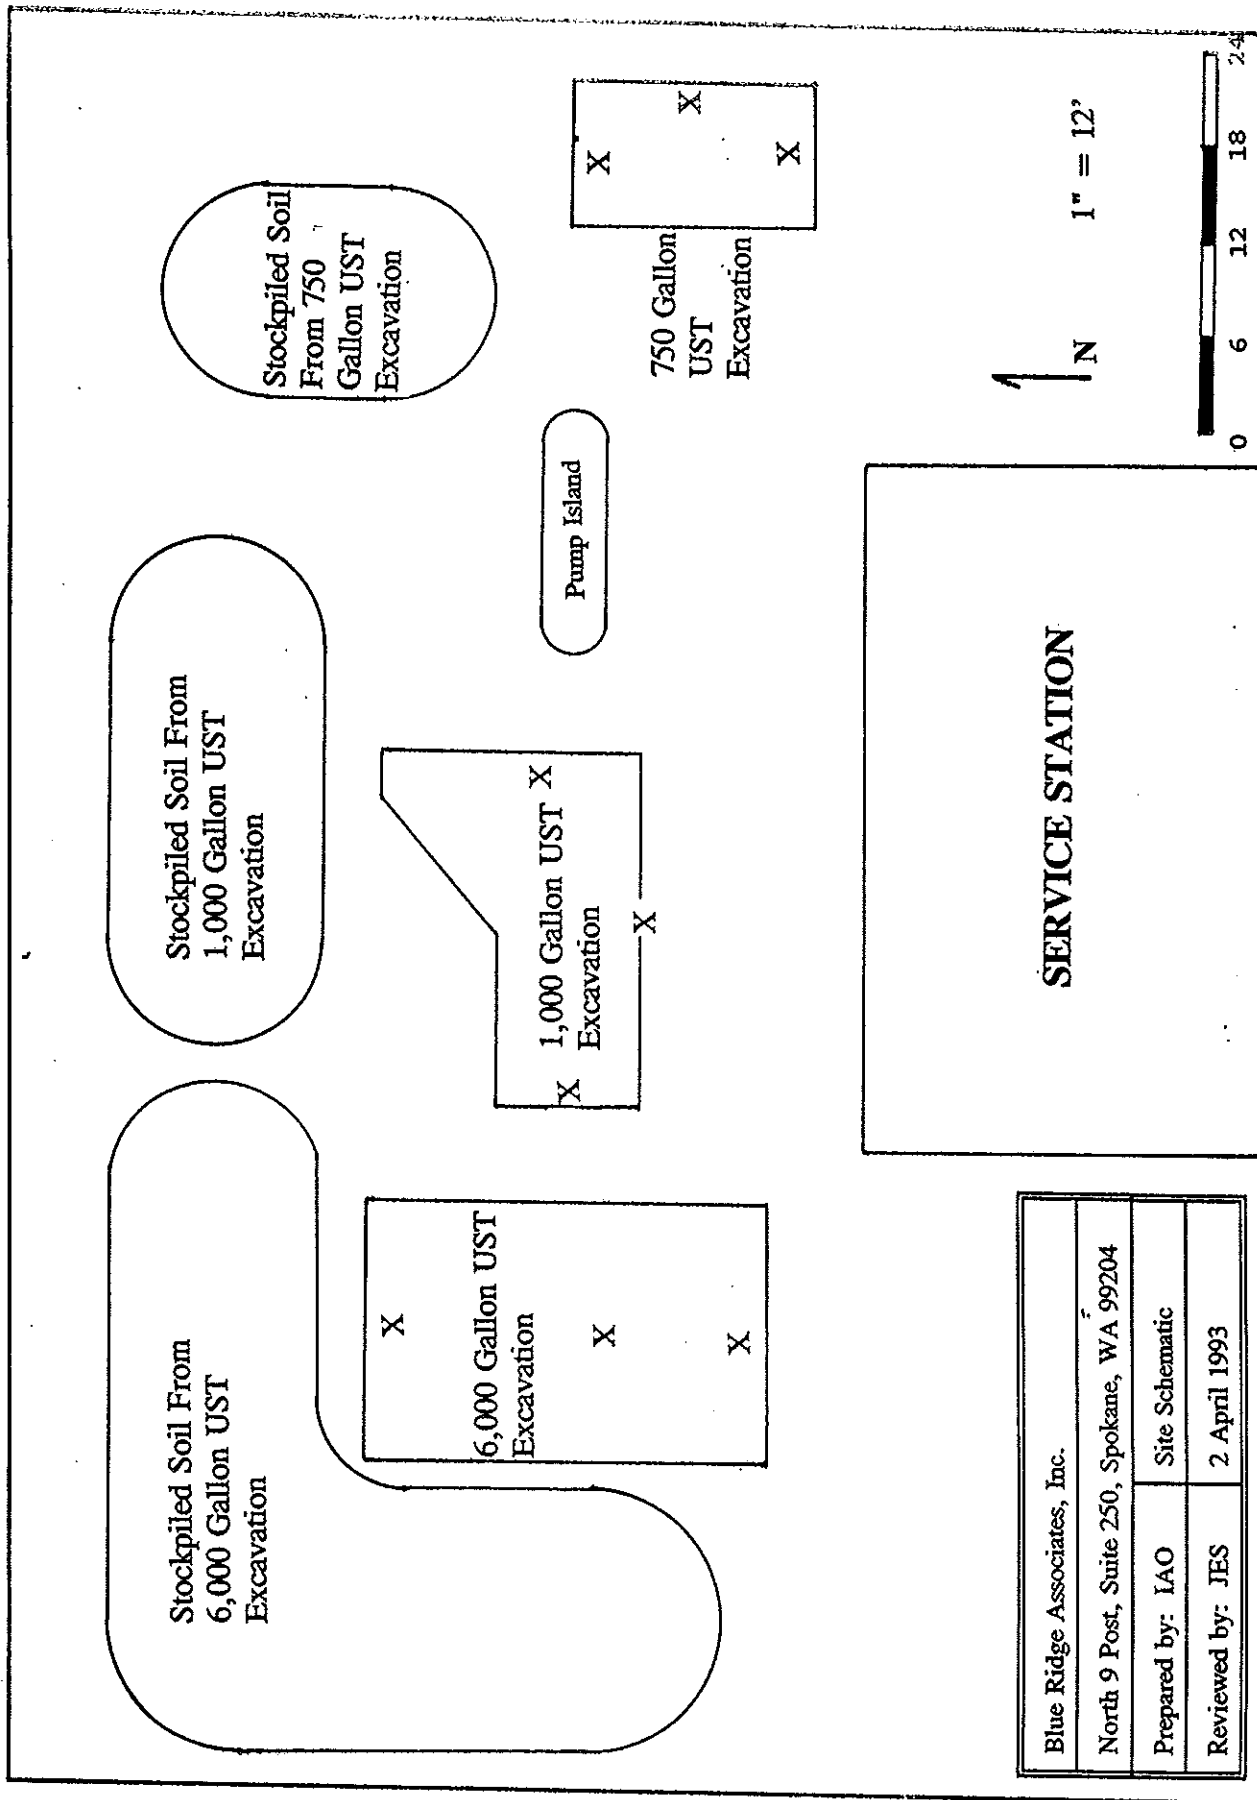 Stockpiled Soil From
6,000 Gallon UST
Excavation
Stockpiled Soil From
1,000 Gallon UST
Excavation
Stockpiled Soil
From 750
Gallon UST
Excavation
X
6,000 Gallon UST
Excavation
X
X
X
1,000 Gallon UST
Excavation
X
X
Pump Island
X
X
X
750 Gallon
UST
Excavation
SERVICE STATION
N
1" = 12'
0 6 12 18 24
Blue Ridge Associates, Inc.
North 9 Post, Suite 250, Spokane, WA 99204
Prepared by: IAO
Site Schematic
Reviewed by: JES
2 April 1993